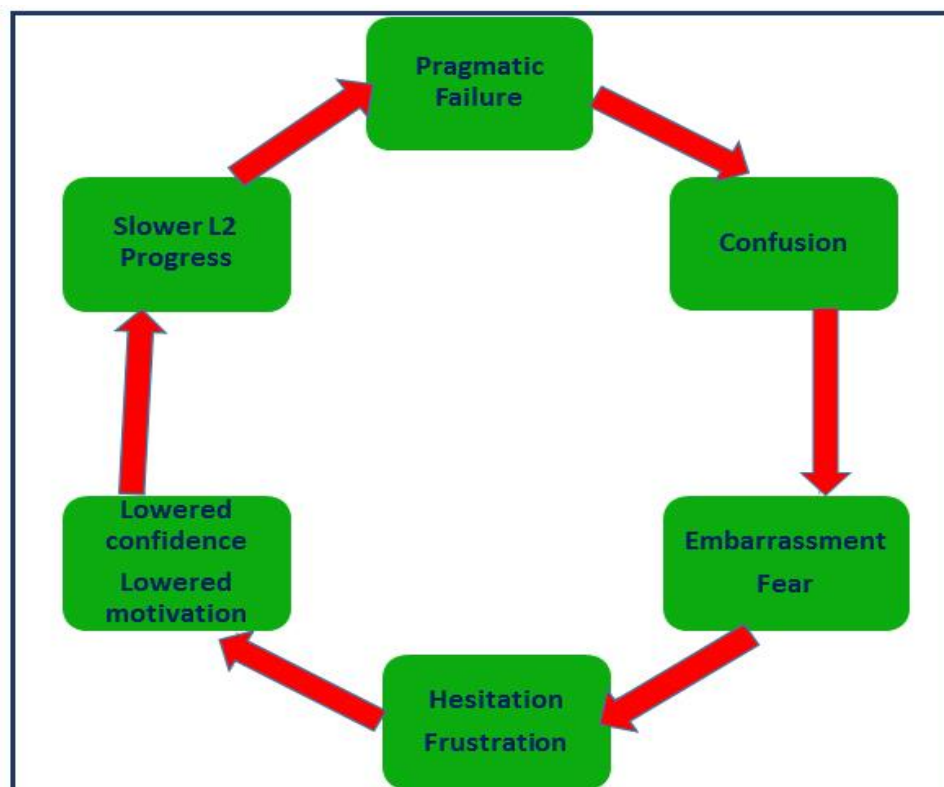 Pragmatic
Failure
Confusion
Embarrassment
Fear
Hesitation
Frustration
Lowered
confidence
Lowered
motivation
Slower L2
Progress